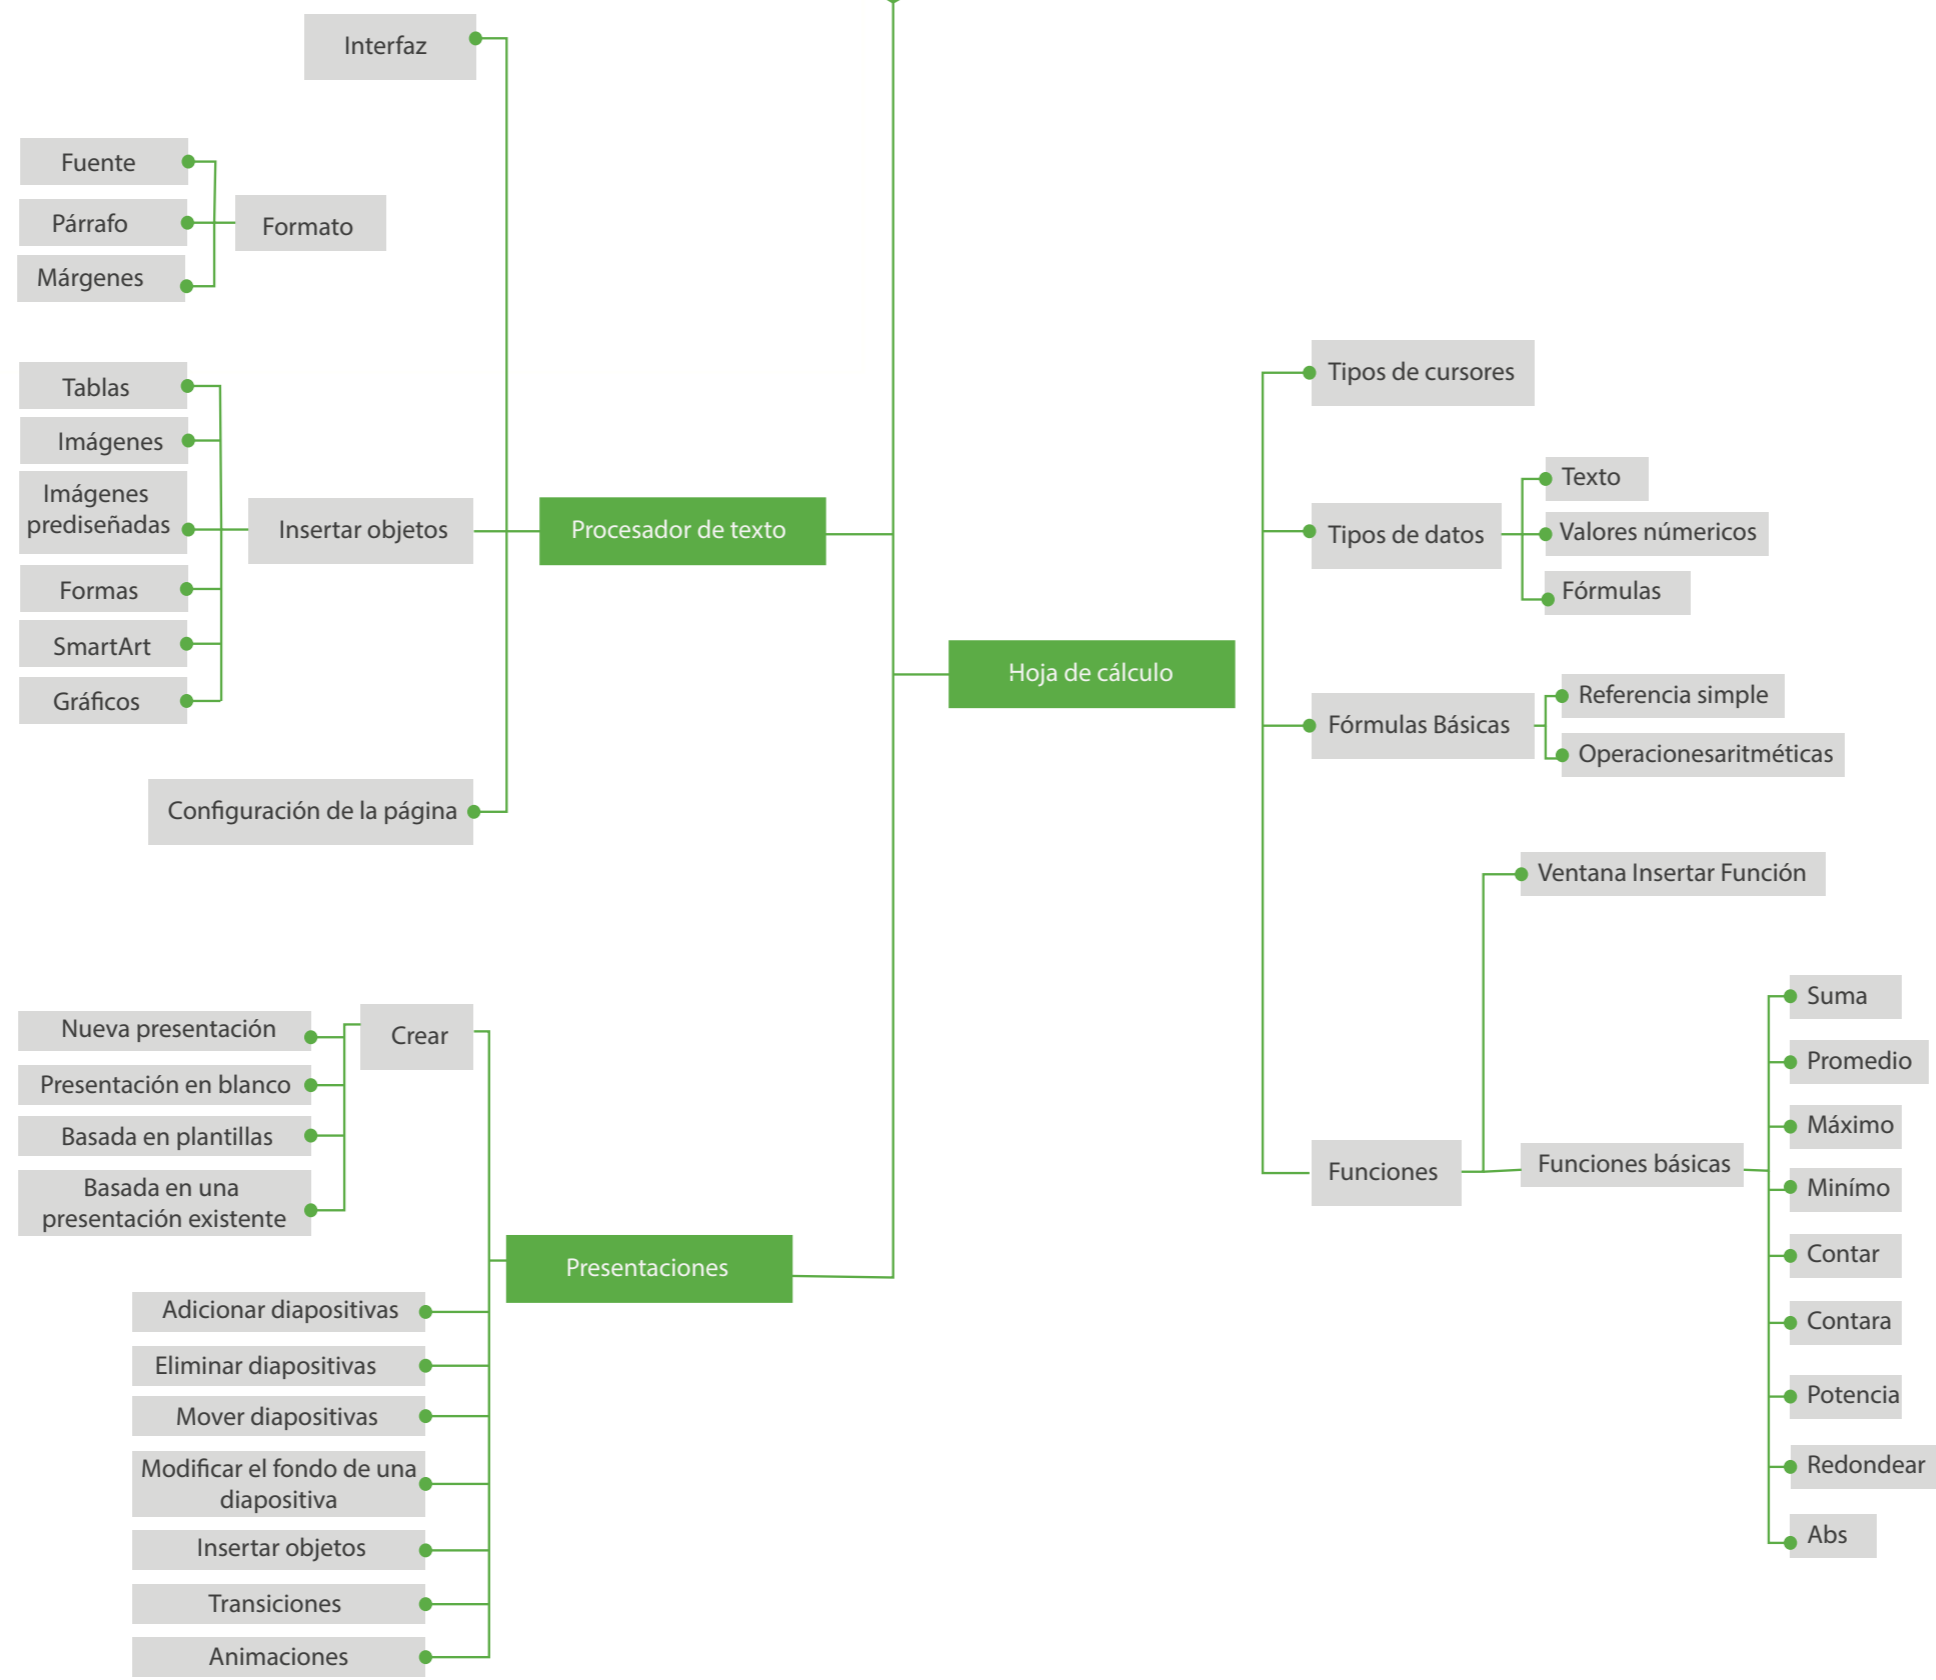 Interfaz
Fuente
Párrafo
Márgenes
Formato
Tablas
Imágenes
Imágenes
prediseñadas
Formas
SmartArt
Gráficos
Insertar objetos
Procesador de texto
Configuración de la página
Hoja de cálculo
Tipos de cursores
Tipos de datos
Texto
Valores númericos
Fórmulas
Fórmulas Básicas
Referencia simple
Operacionesaritméticas
Funciones
Ventana Insertar Función
Funciones básicas
Suma
Promedio
Máximo
Minímo
Contar
Contara
Potencia
Redondear
Abs
Presentaciones
Crear
Nueva presentación
Presentación en blanco
Basada en plantillas
Basada en una
presentación existente
Adicionar diapositivas
Eliminar diapositivas
Mover diapositivas
Modificar el fondo de una
diapositiva
Insertar objetos
Transiciones
Animaciones